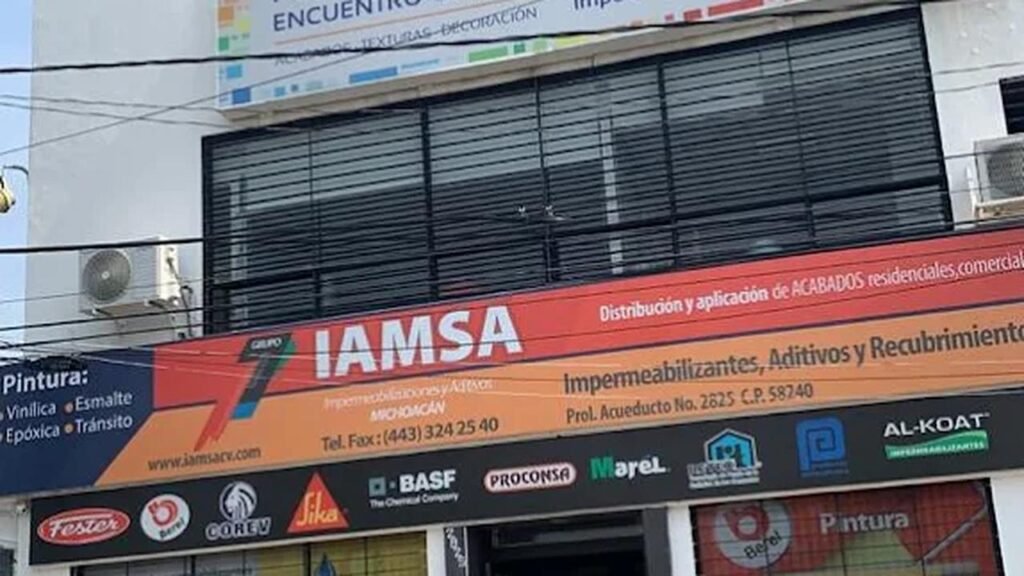 ENCUENTRO
ACABADOS · TEXTURAS · DECORACIÓN
GRUPO
IAMSA
Impermeabilizaciones y Aditivos
MICHOACÁN
Tel. Fax : (443) 324 25 40
www.iamsacv.com
Pintura:
Vinílica • Esmalte
Epóxica • Tránsito
Distribución y aplicación de ACABADOS residenciales, comercial
Impermeabilizantes, Aditivos y Recubrimiento
Prol. Acueducto No. 2825 C.P. 58240
Fester
Berel
COREV
Sika
BASF
The Chemical Company
PROCONSA
Marel
AL-KOAT
IMPERMEABILIZANTES
Berel
Pintura